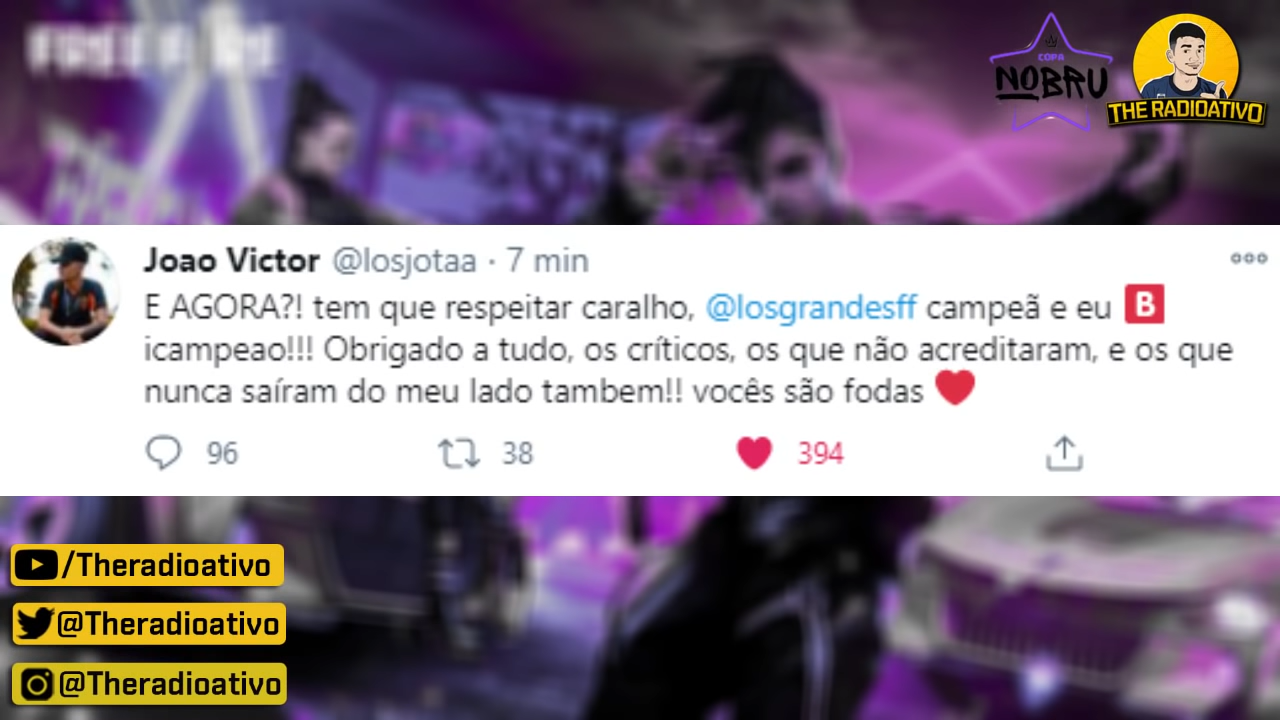 FREE FIRE
COPA
NOBRU
THE RADIOATIVO
Joao Victor @losjotaa · 7 min
E AGORA?! tem que respeitar caralho, @losgrandesff campeã e eu 🅱
icampeao!!! Obrigado a tudo, os críticos, os que não acreditaram, e os que
nunca saíram do meu lado tambem!! vocês são fodas ❤
96 38 394
/Theradioativo
@Theradioativo
@Theradioativo